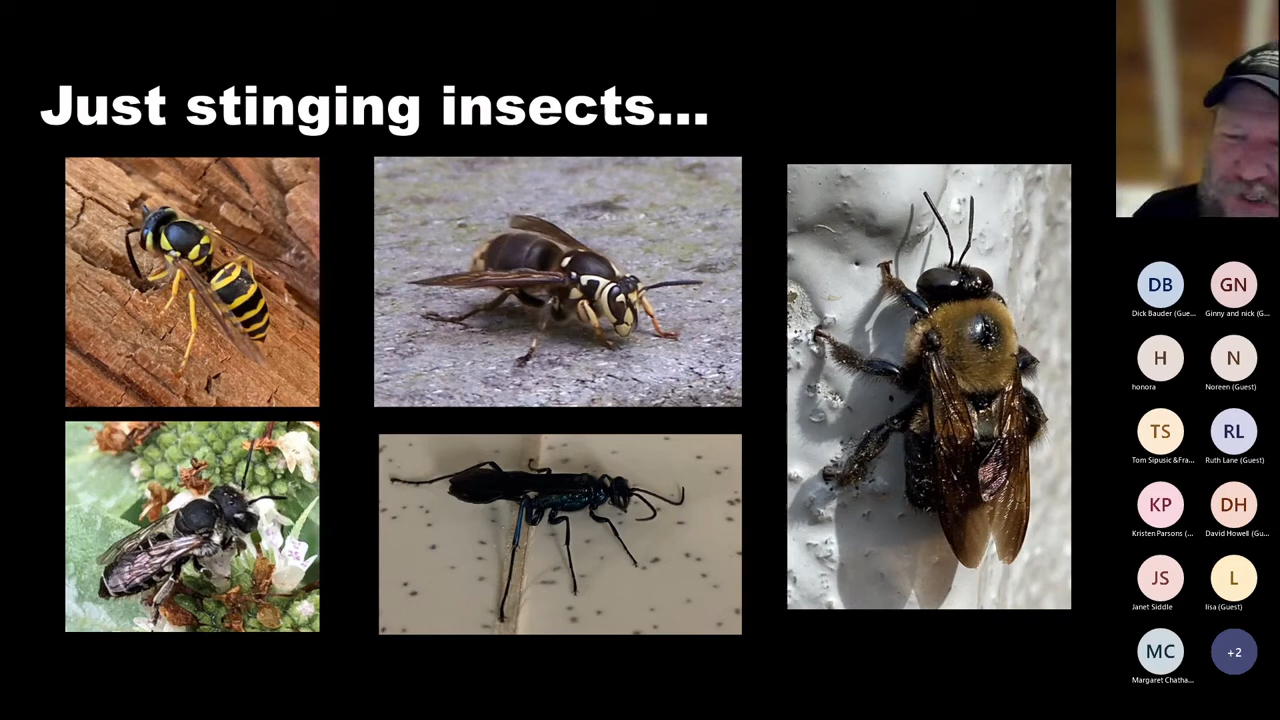 Just stinging insects...
DB
GN
Dick Bauder (Gue...
Ginny and nick (G...
H
N
honora
Noreen (Guest)
TS
RL
Tom Sipusic &Fra...
Ruth Lane (Guest)
KP
DH
Kristen Parsons (...
David Howell (Gu...
JS
L
Janet Siddle
lisa (Guest)
MC
+2
Margaret Chatha...